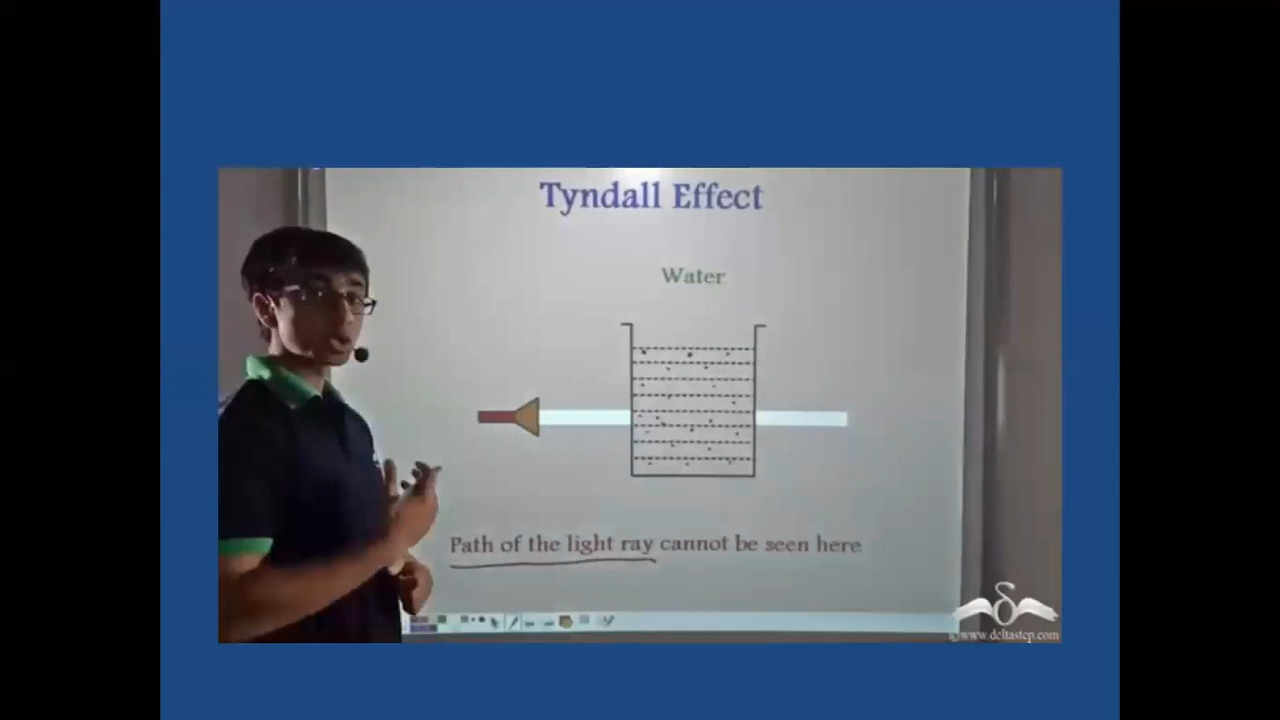 Tyndall Effect
Water
Path of the light ray cannot be seen here
©www.deltastep.com